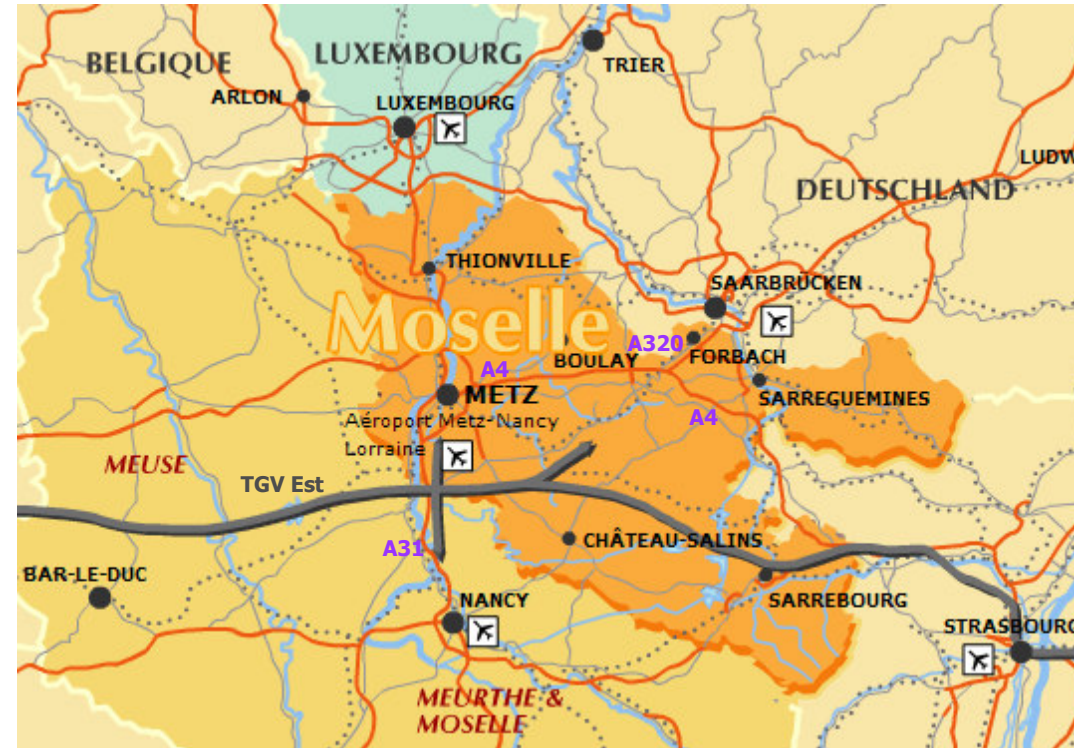 BELGIQUE
LUXEMBOURG
TRIER
ARLON
LUXEMBOURG
LUDW
DEUTSCHLAND
THIONVILLE
SAARBRÜCKEN
Moselle
A320
BOULAY
FORBACH
A4
METZ
SARREGUEMINES
Aéroport Metz-Nancy
Lorraine
A4
MEUSE
TGV Est
CHÂTEAU-SALINS
A31
BAR-LE-DUC
NANCY
SARREBOURG
STRASBOURG
MEURTHE &
MOSELLE